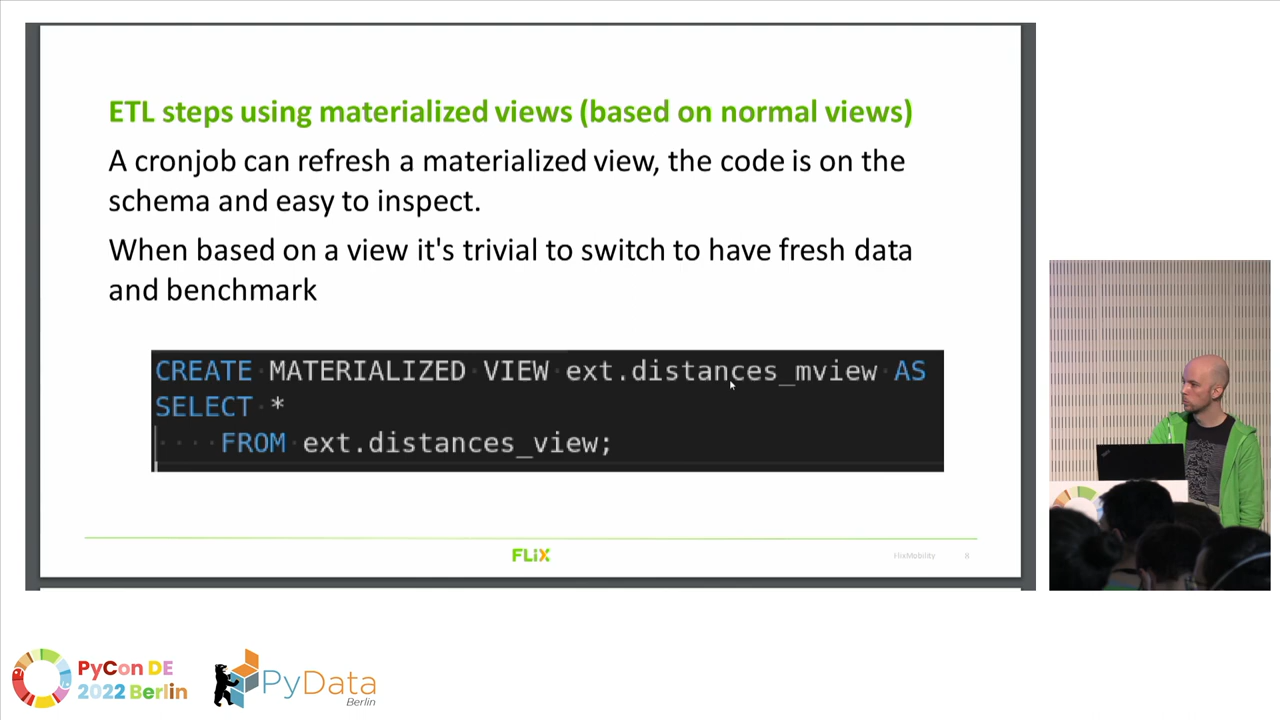 ETL steps using materialized views (based on normal views)
A cronjob can refresh a materialized view, the code is on the
schema and easy to inspect.
When based on a view it's trivial to switch to have fresh data
and benchmark
CREATE MATERIALIZED VIEW ext.distances_mview AS
SELECT *
FROM ext.distances_view;
FLiX
FlixMobility
8
PyCon DE
2022 Berlin
PyData
Berlin